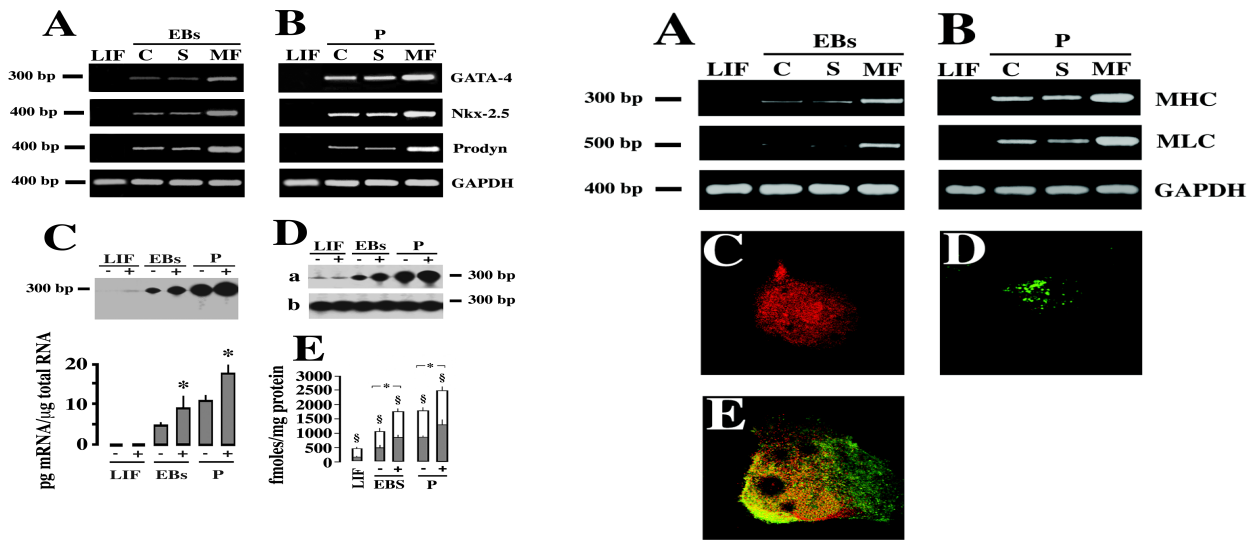 A
EBs
LIF C S MF
300 bp
400 bp
400 bp
400 bp
B
P
LIF C S MF
GATA-4
Nkx-2.5
Prodyn
GAPDH
C
LIF EBs P
- + - + - +
300 bp
pg mRNA/µg total RNA
20
10
0
* *
- + - + - +
LIF EBs P
D
LIF EBs P
- + - + - +
a 300 bp
b 300 bp
E
fmoles/mg protein
3000
2500
2000
1500
1000
500
* *
§ § § § §
LIF - + - +
EBS P
A
EBs
LIF C S MF
300 bp
500 bp
400 bp
B
P
LIF C S MF
MHC
MLC
GAPDH
C
D
E